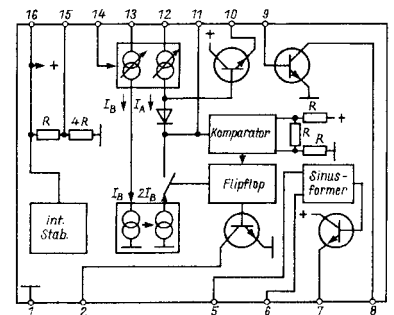 16 15 14 13 12 11 10 9
+
+
I_B I_A
R 4R
Komparator
R
+
R
R
I_B 2I_B
Flipflop
Sinus-
former
int.
Stab.
+
1 2 5 6 7 8